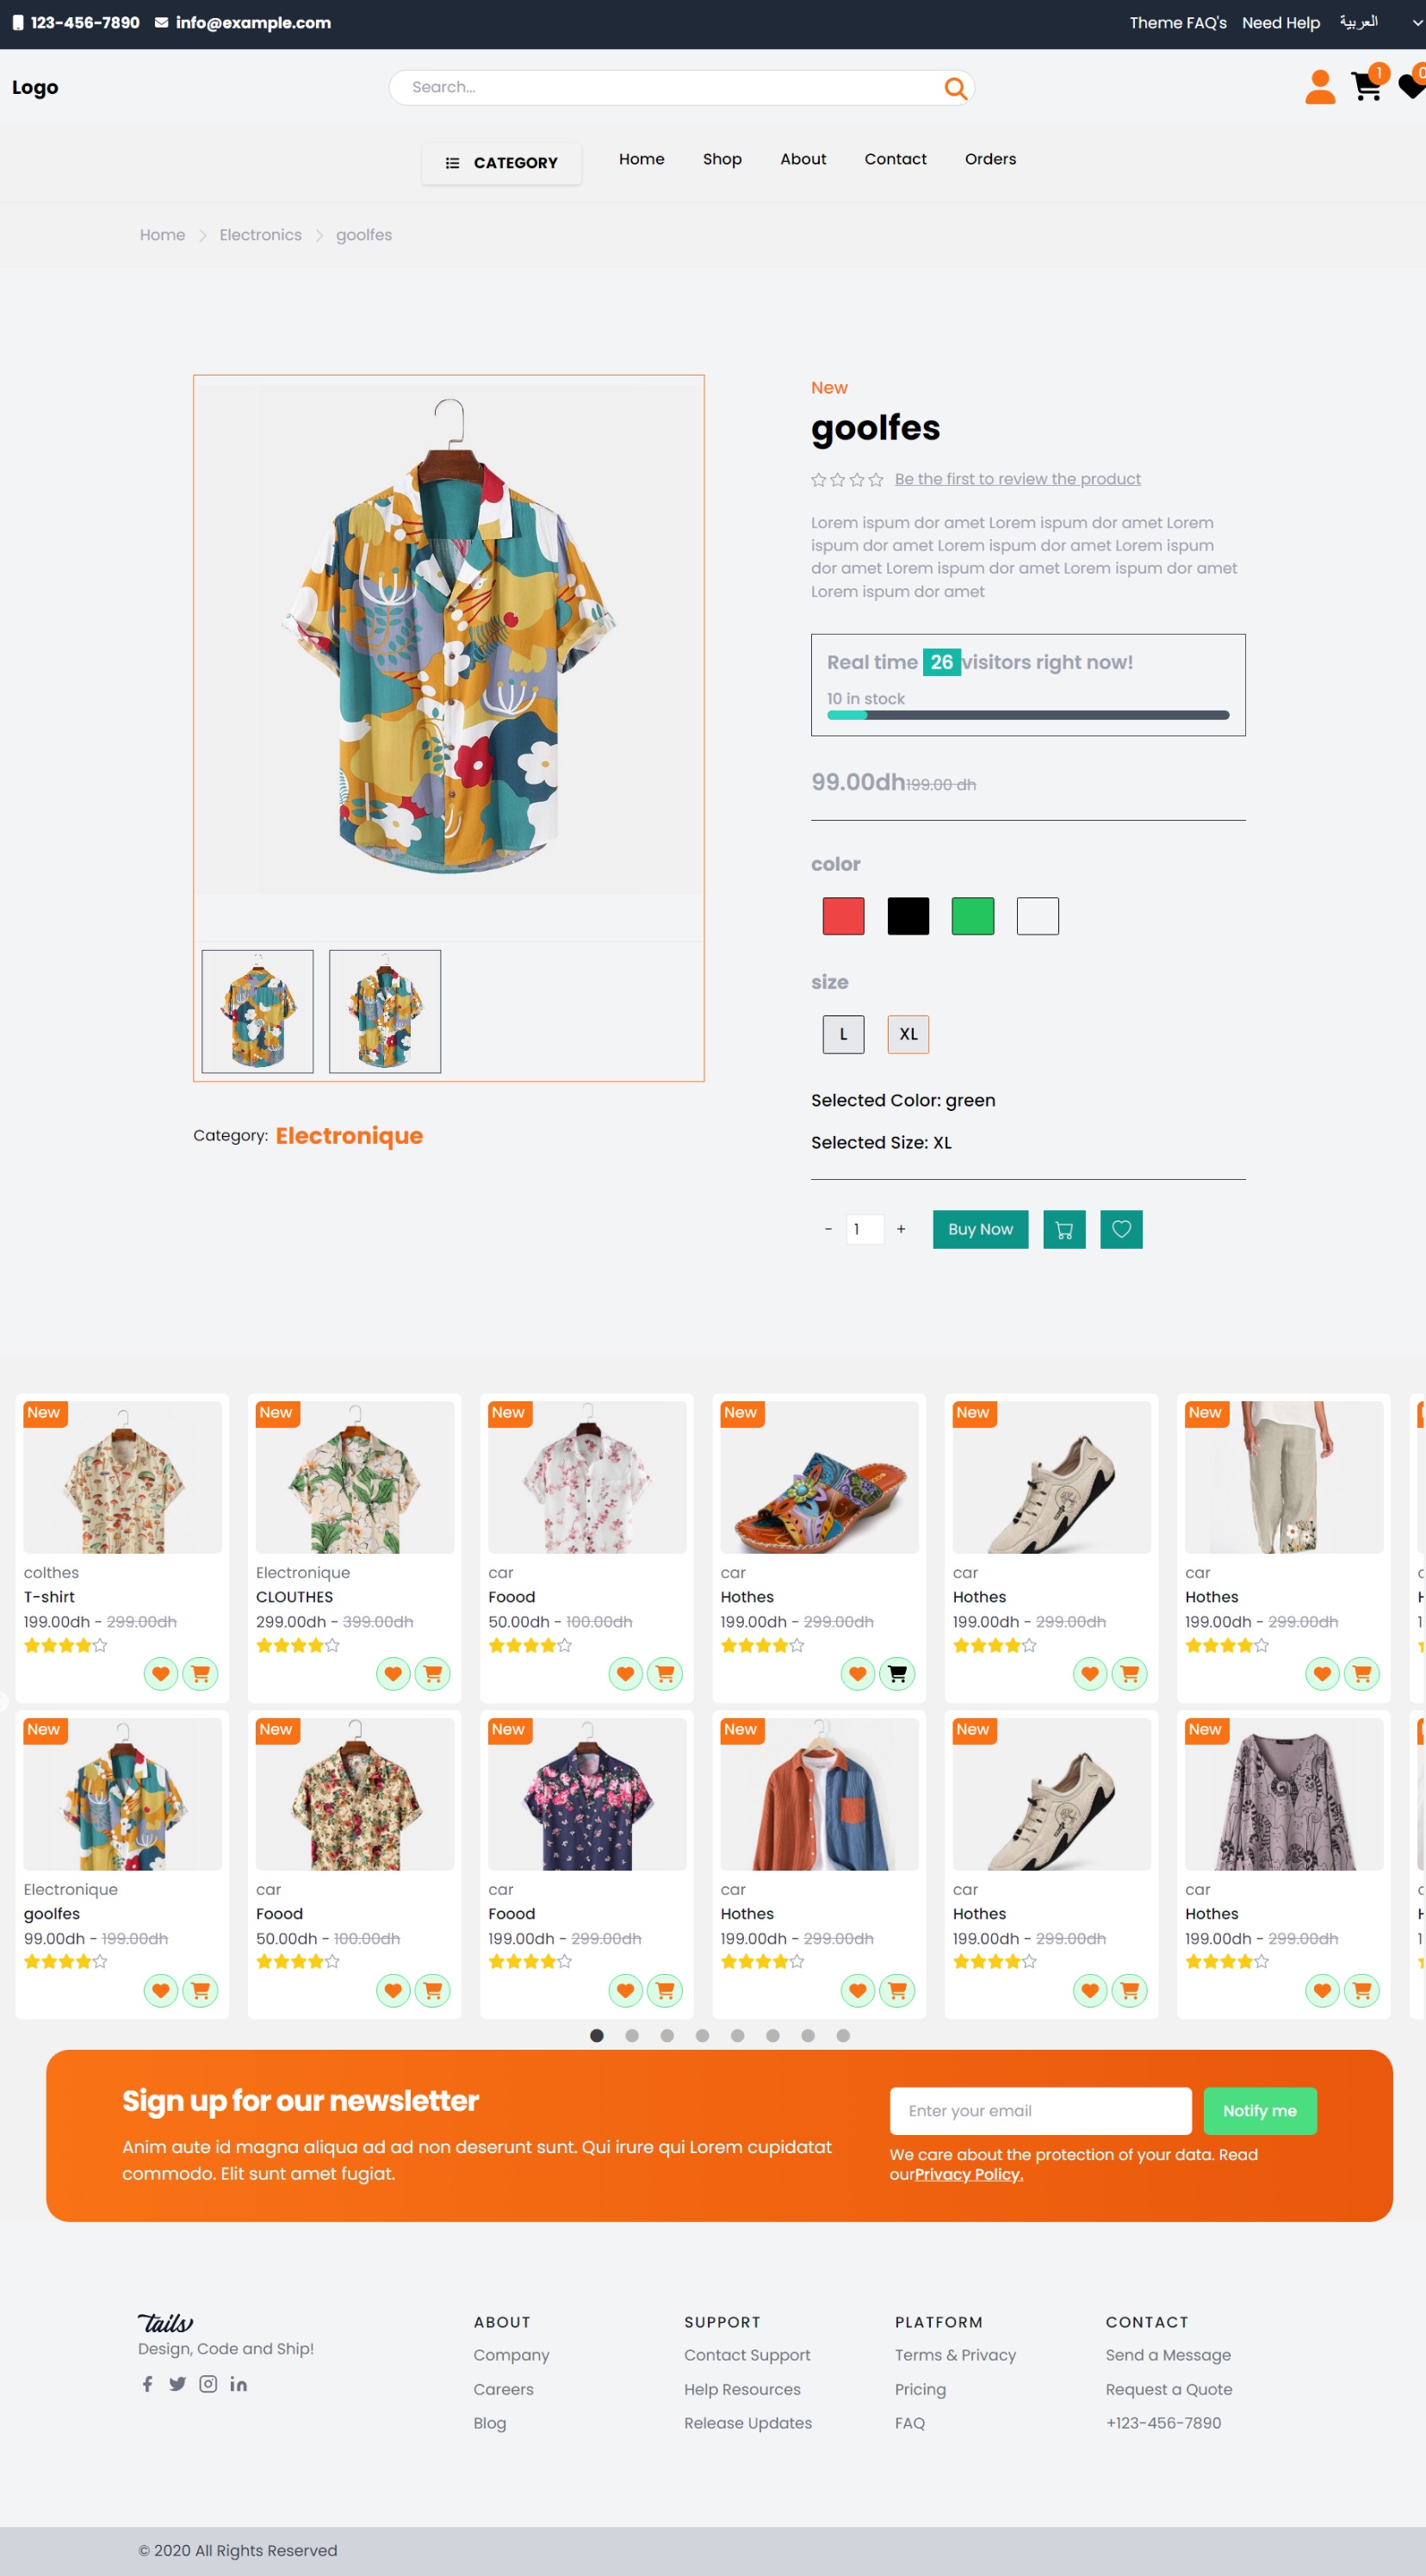 123-456-7890 info@example.com Theme FAQ's Need Help العربية
Logo Search... 1 0
CATEGORY Home Shop About Contact Orders
Home Electronics goolfes
New
goolfes
Be the first to review the product
Lorem ispum dor amet Lorem ispum dor amet Lorem
ispum dor amet Lorem ispum dor amet Lorem ispum
dor amet Lorem ispum dor amet Lorem ispum dor amet
Lorem ispum dor amet
Real time 26 visitors right now!
10 in stock
99.00dh 199.00 dh
color
size
L XL
Selected Color: green
Selected Size: XL
Category: Electronique
- 1 + Buy Now
New New New New New New
colthes Electronique car car car car
T-shirt CLOUTHES Foood Hothes Hothes Hothes
199.00dh - 299.00dh 299.00dh - 399.00dh 50.00dh - 100.00dh 199.00dh - 299.00dh 199.00dh - 299.00dh 199.00dh - 299.00dh
New New New New New New
Electronique car car car car car
goolfes Foood Foood Hothes Hothes Hothes
99.00dh - 199.00dh 50.00dh - 100.00dh 199.00dh - 299.00dh 199.00dh - 299.00dh 199.00dh - 299.00dh 199.00dh - 299.00dh
Sign up for our newsletter
Anim aute id magna aliqua ad ad non deserunt sunt. Qui irure qui Lorem cupidatat
commodo. Elit sunt amet fugiat.
Enter your email Notify me
We care about the protection of your data. Read
ourPrivacy Policy.
tails
Design, Code and Ship!
ABOUT
Company
Careers
Blog
SUPPORT
Contact Support
Help Resources
Release Updates
PLATFORM
Terms & Privacy
Pricing
FAQ
CONTACT
Send a Message
Request a Quote
+123-456-7890
© 2020 All Rights Reserved